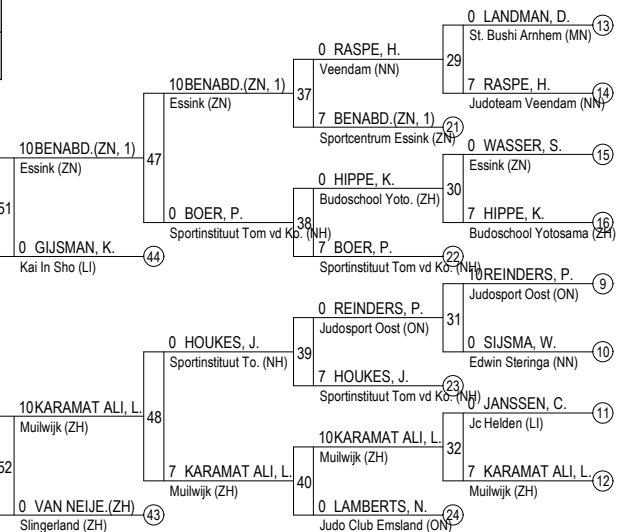 0 LANDMAN, D.
St. Bushi Arnhem (MN)
13
29
7 RASPE, H.
Judoteam Veendam (NN)
14
0 RASPE, H.
Veendam (NN)
37
7 BENABD.(ZN, 1)
Sportcentrum Essink (ZN)
21
10 BENABD.(ZN, 1)
Essink (ZN)
47
0 WASSER, S.
Essink (ZN)
15
30
7 HIPPE, K.
Budoschool Yotosama (ZH)
16
0 HIPPE, K.
Budoschool Yoto. (ZH)
38
7 BOER, P.
Sportinstituut Tom vd Ko. (NH)
22
0 BOER, P.
Sportinstituut Tom vd Ko. (NH)
10 BENABD.(ZN, 1)
Essink (ZN)
51
0 GIJSMAN, K.
Kai In Sho (LI)
44
10 REINDERS, P.
Judosport Oost (ON)
9
31
0 SIJSMA, W.
Edwin Steringa (NN)
10
0 REINDERS, P.
Judosport Oost (ON)
39
7 HOUKES, J.
Sportinstituut Tom vd Ko. (NH)
23
0 HOUKES, J.
Sportinstituut To. (NH)
48
0 JANSSEN, C.
Jc Helden (LI)
11
32
7 KARAMAT ALI, L.
Muilwijk (ZH)
12
10 KARAMAT ALI, L.
Muilwijk (ZH)
40
0 LAMBERTS, N.
Judo Club Emsland (ON)
24
7 KARAMAT ALI, L.
Muilwijk (ZH)
10 KARAMAT ALI, L.
Muilwijk (ZH)
52
0 VAN NEIJE.(ZH)
Slingerland (ZH)
43